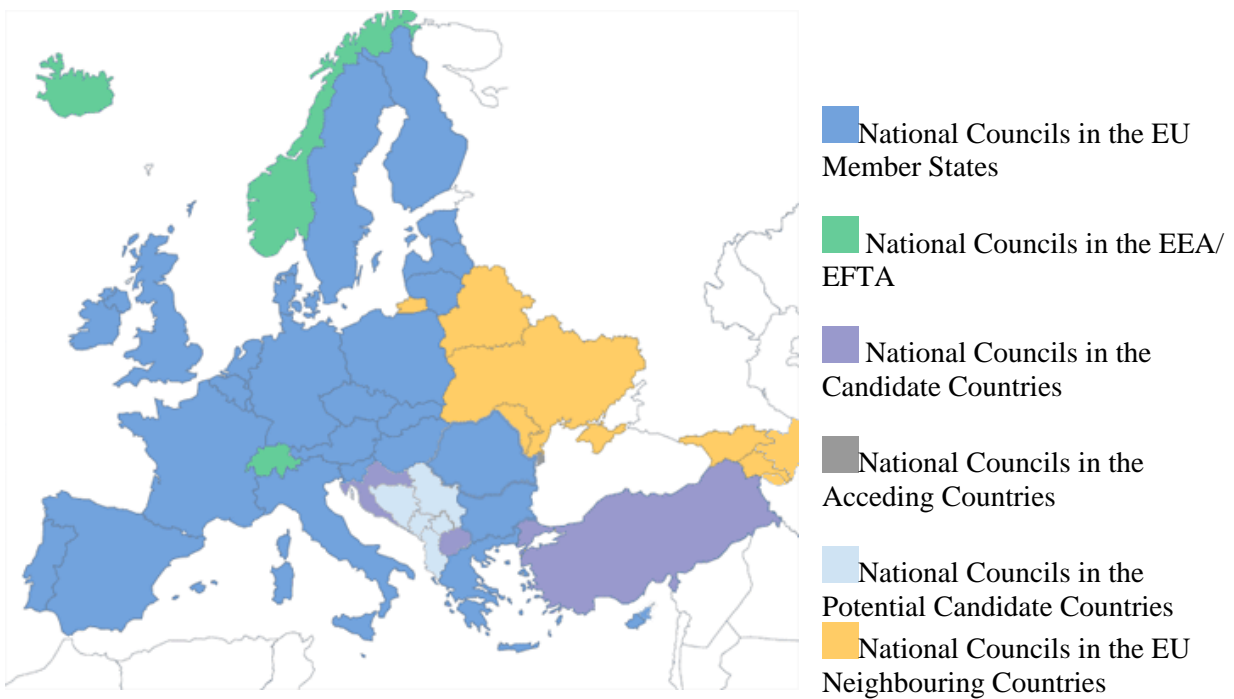 National Councils in the EU
Member States
National Councils in the EEA/
EFTA
National Councils in the
Candidate Countries
National Councils in the
Acceding Countries
National Councils in the
Potential Candidate Countries
National Councils in the EU
Neighbouring Countries